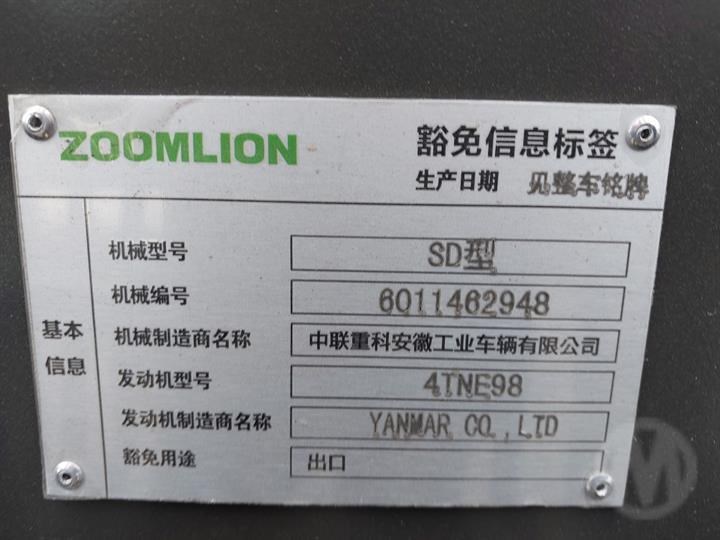 ZOOMLION 豁免信息标签
生产日期 见整车铭牌
基本信息
机械型号 SD型
机械编号 6011462948
机械制造商名称 中联重科安徽工业车辆有限公司
发动机型号 4TNE98
发动机制造商名称 YANMAR CO.,LTD
豁免用途 出口